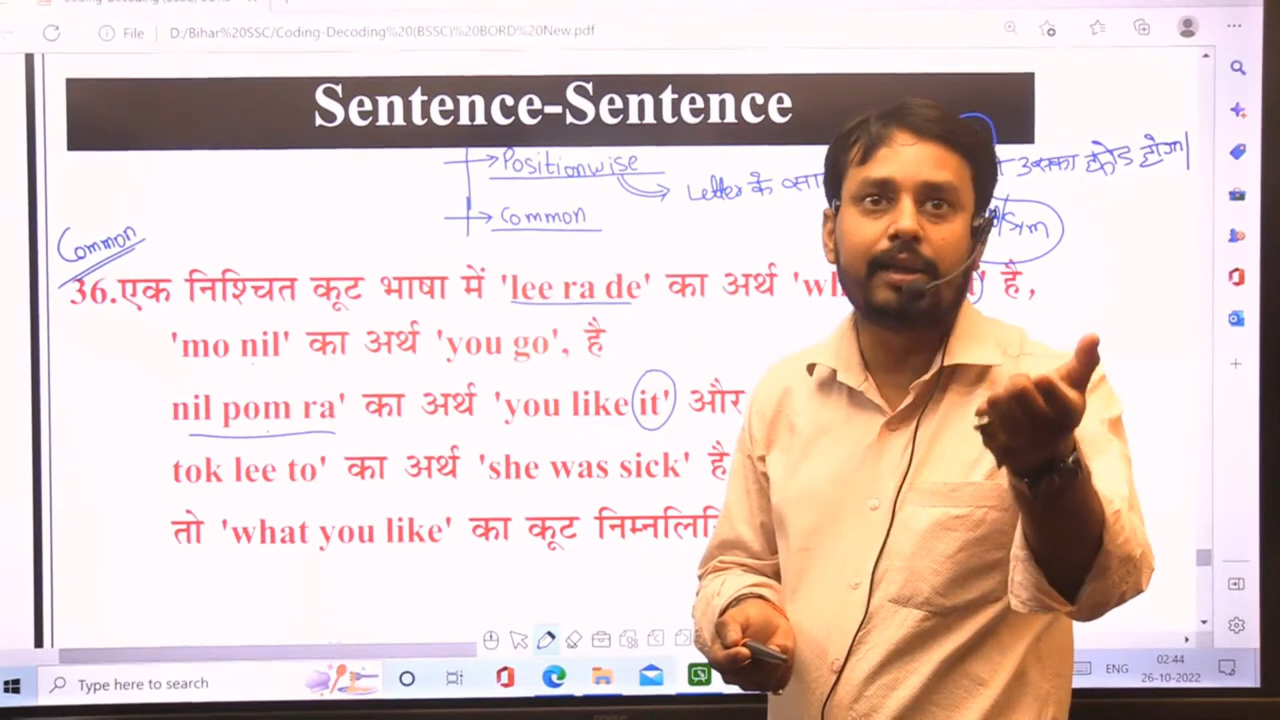 File D:/Bihar%20SSC/Coding-Decoding%20(BSSC)%20BORD%20New.pdf
Sentence-Sentence
Positionwise
Letter के
उसका कोड होगा|
Common
Common
36.एक निश्चित कूट भाषा में 'lee ra de' का अर्थ है,
'mo nil' का अर्थ 'you go', है
nil pom ra' का अर्थ 'you like it' और
tok lee to' का अर्थ 'she was sick' है
तो 'what you like' का कूट
Type here to search
ENG
02:44
26-10-2022